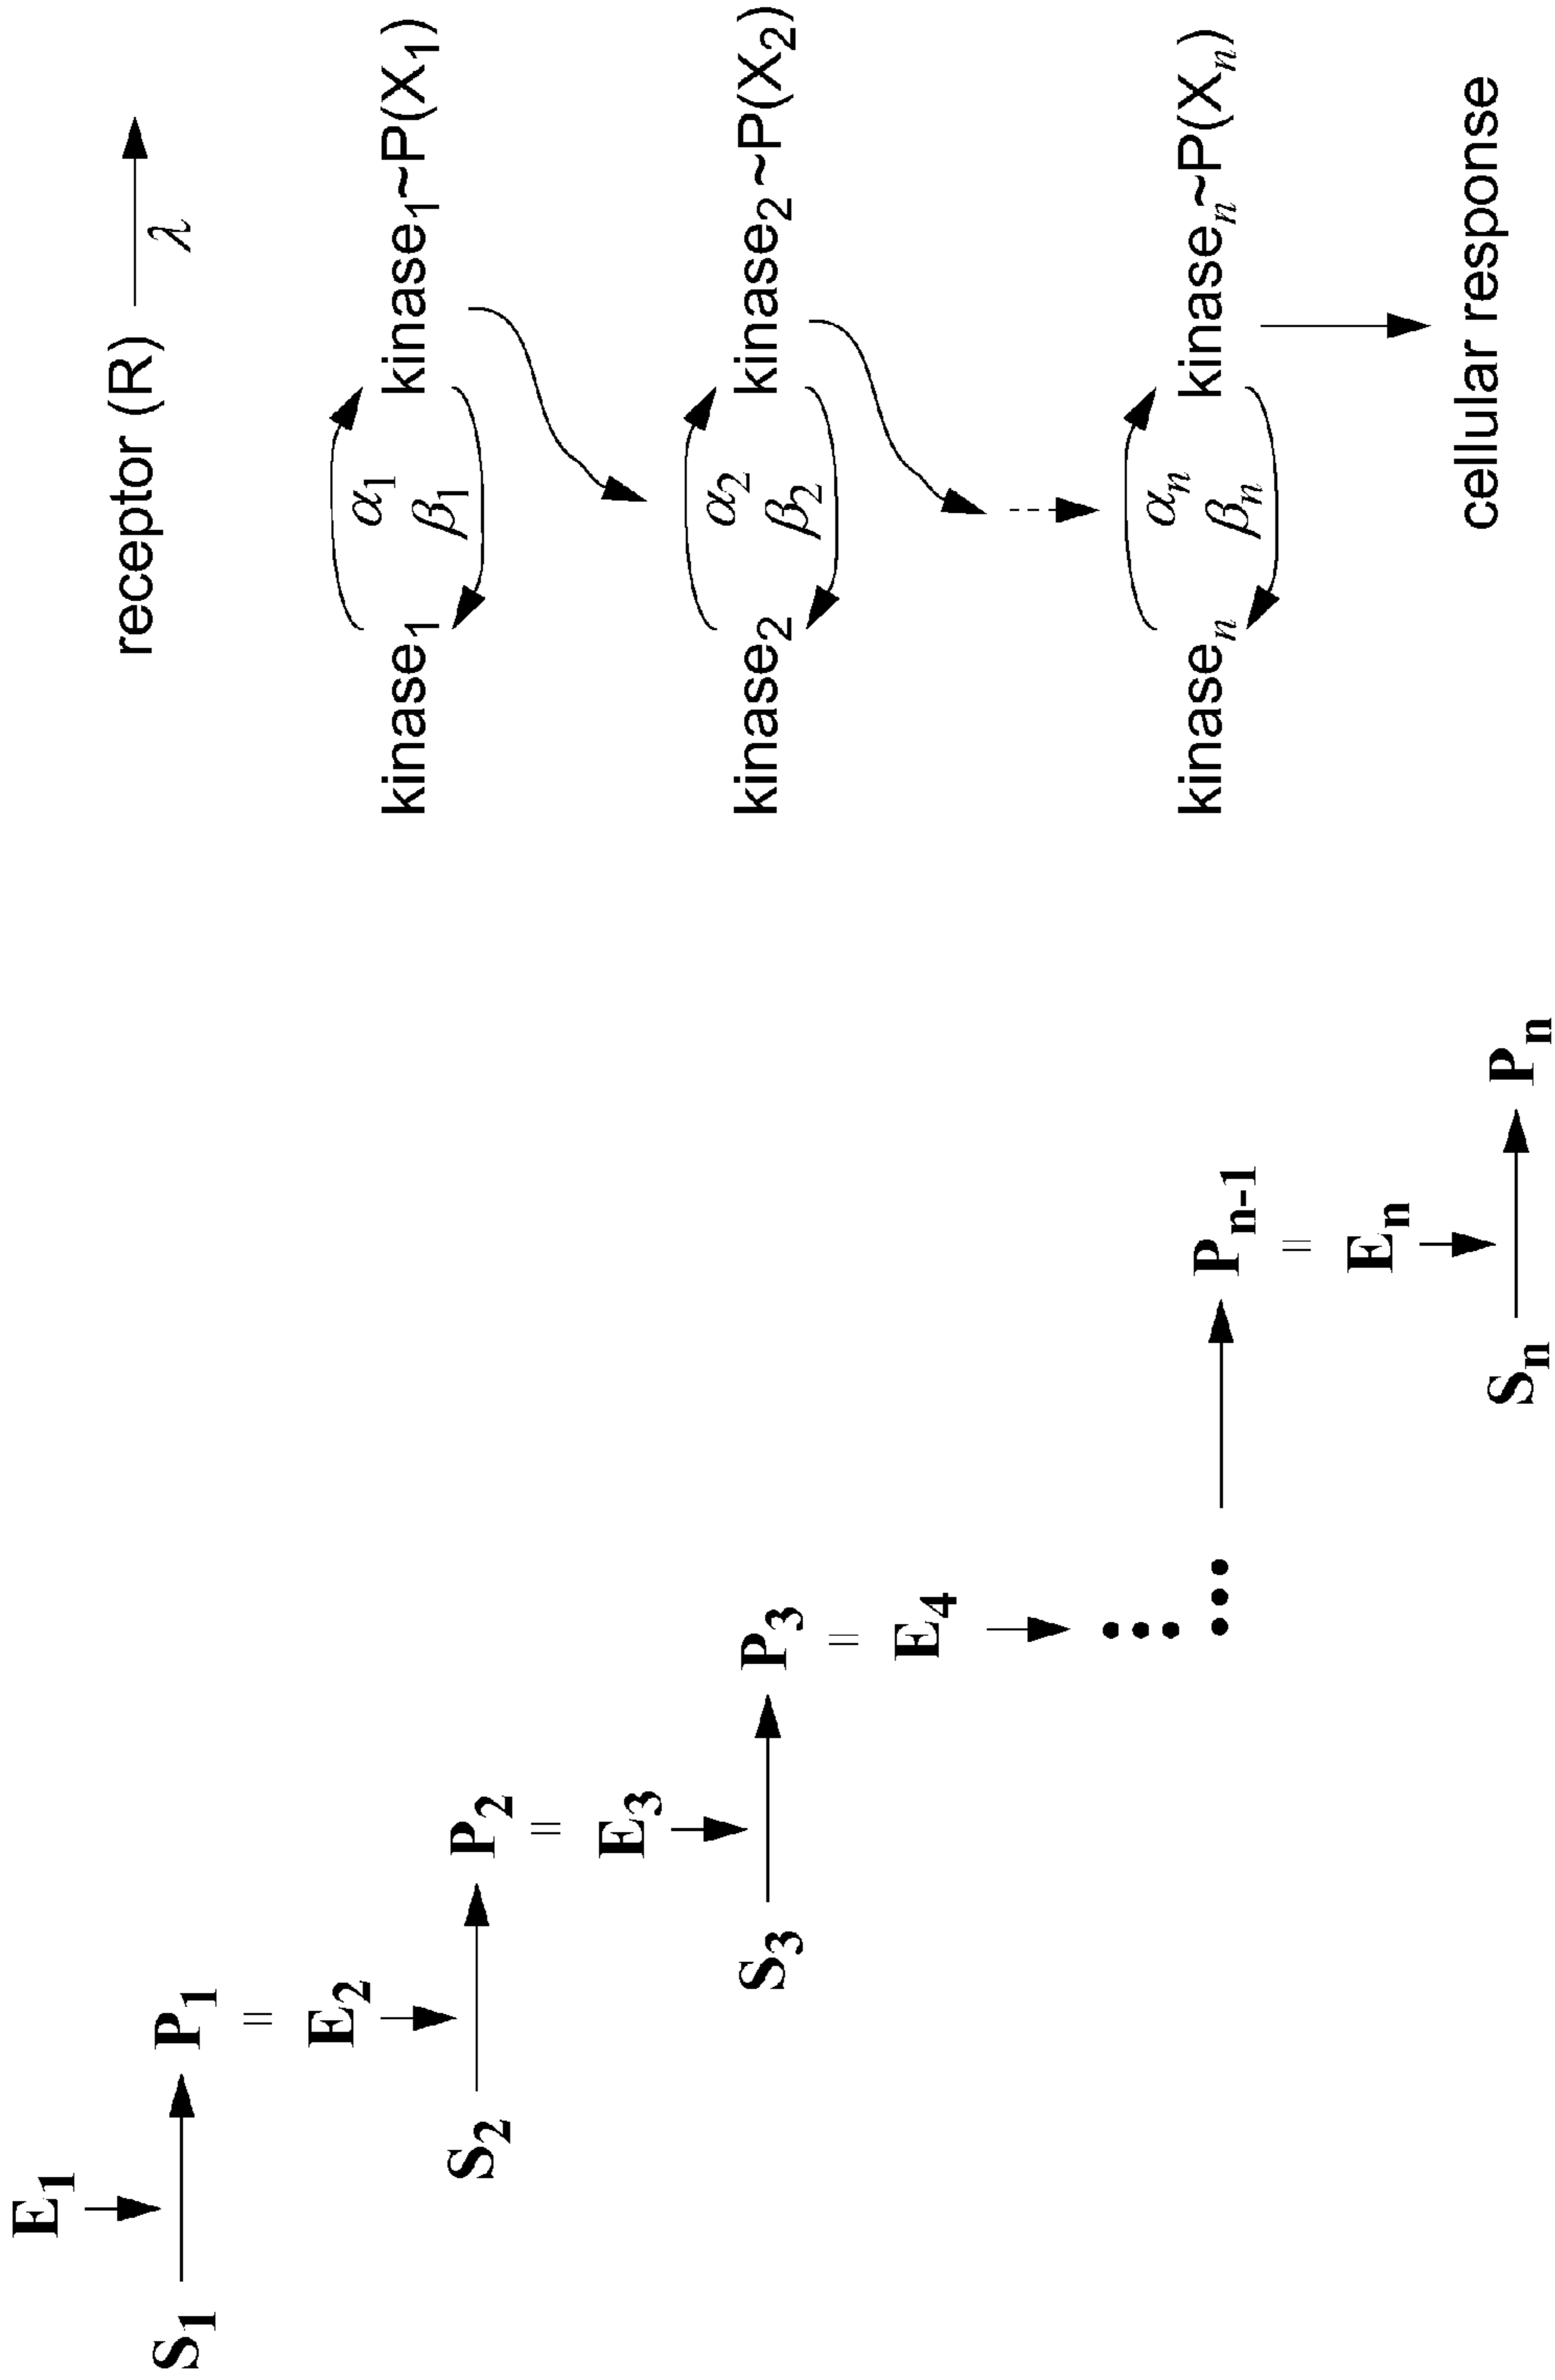 E₁
S₁ P₁
=
E₂
S₂ P₂
=
E₃
S₃ P₃
=
E₄
Pₙ₋₁
=
Eₙ
Sₙ Pₙ
receptor (R)
λ
kinase₁ α₁ β₁ kinase₁~P(X₁)
kinase₂ α₂ β₂ kinase₂~P(X₂)
kinaseₙ αₙ βₙ kinaseₙ~P(Xₙ)
cellular response